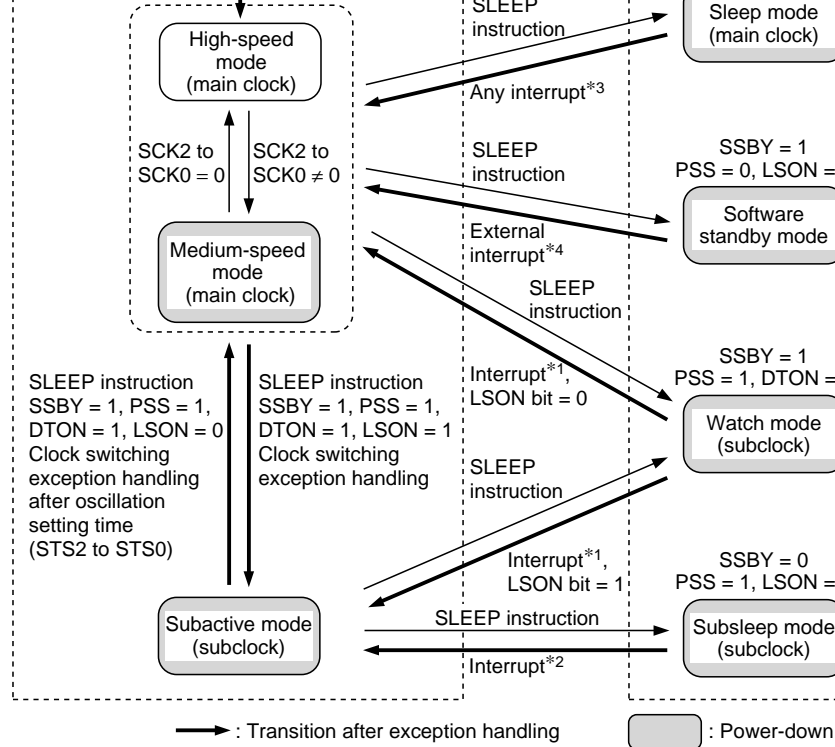 SLEEP
instruction
Sleep mode
(main clock)
High-speed
mode
(main clock)
Any interrupt*3
SCK2 to
SCK0 = 0
SCK2 to
SCK0 ≠ 0
SLEEP
instruction
SSBY = 1
PSS = 0, LSON =
Software
standby mode
External
interrupt*4
Medium-speed
mode
(main clock)
SLEEP
instruction
Interrupt*1,
LSON bit = 0
SSBY = 1
PSS = 1, DTON =
Watch mode
(subclock)
SLEEP instruction
SSBY = 1, PSS = 1,
DTON = 1, LSON = 0
Clock switching
exception handling
after oscillation
setting time
(STS2 to STS0)
SLEEP instruction
SSBY = 1, PSS = 1,
DTON = 1, LSON = 1
Clock switching
exception handling
SLEEP
instruction
Interrupt*1,
LSON bit = 1
SSBY = 0
PSS = 1, LSON =
Subactive mode
(subclock)
SLEEP instruction
Subsleep mode
(subclock)
Interrupt*2
: Transition after exception handling
: Power-down